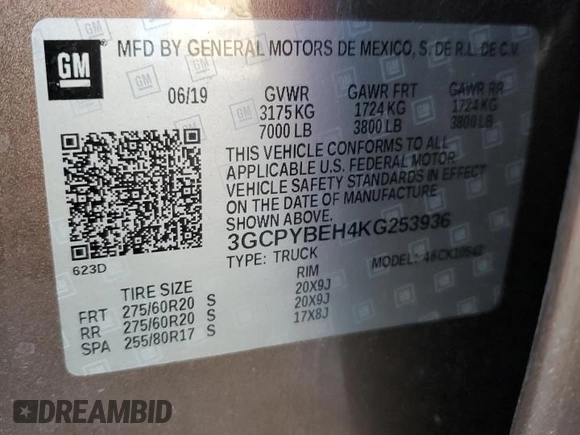 GM
MFD BY GENERAL MOTORS DE MEXICO, S. DE R.L. DE C.V.
06/19 GVWR GAWR FRT GAWR RR
3175 KG 1724 KG 1724 KG
7000 LB 3800 LB 3800 LB
THIS VEHICLE CONFORMS TO ALL
APPLICABLE U.S. FEDERAL MOTOR
VEHICLE SAFETY STANDARDS IN EFFECT
ON THE DATE OF MANUFACTURE
SHOWN ABOVE.
3GCPYBEH4KG253936
623D TYPE: TRUCK MODEL:
TIRE SIZE RIM
FRT 275/60R20 S 20X9J
RR 275/60R20 S 20X9J
SPA 255/80R17 S 17X8J
DREAMBID